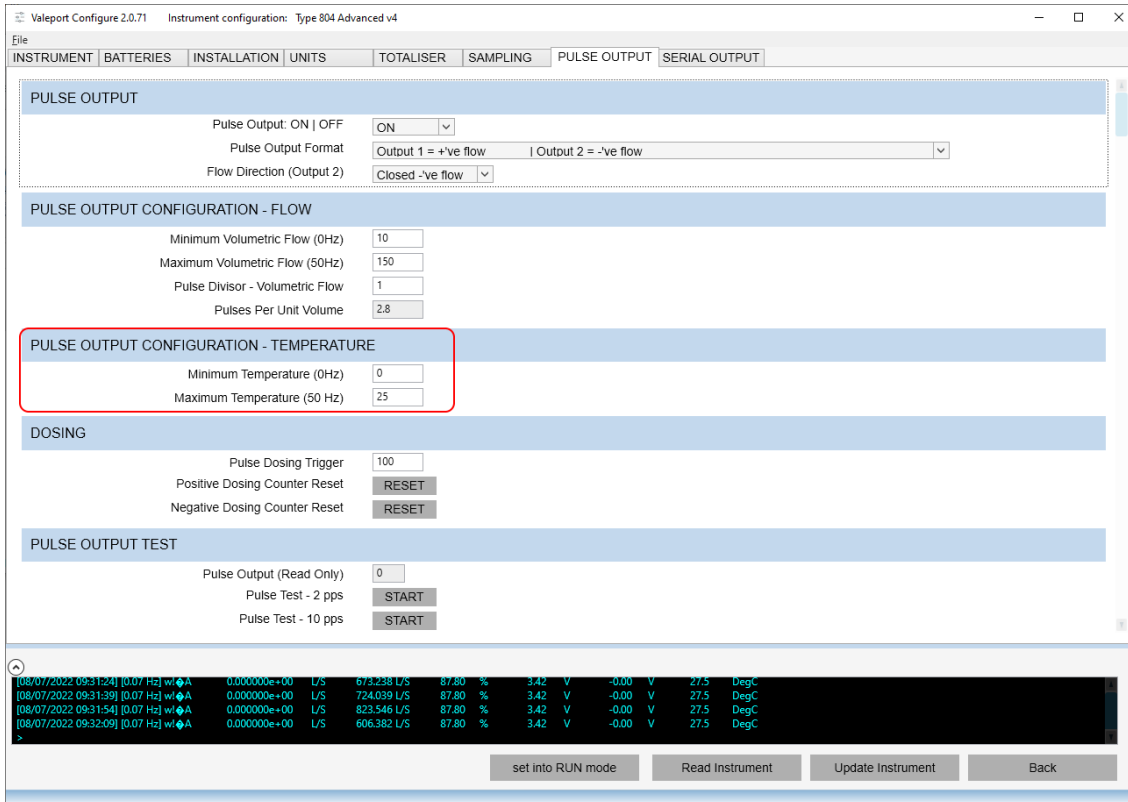 Valeport Configure 2.0.71 Instrument configuration: Type 804 Advanced v4
File
INSTRUMENT BATTERIES INSTALLATION UNITS TOTALISER SAMPLING PULSE OUTPUT SERIAL OUTPUT
PULSE OUTPUT
Pulse Output: ON | OFF ON
Pulse Output Format Output 1 = +'ve flow | Output 2 = -'ve flow
Flow Direction (Output 2) Closed -'ve flow
PULSE OUTPUT CONFIGURATION - FLOW
Minimum Volumetric Flow (0Hz) 10
Maximum Volumetric Flow (50Hz) 150
Pulse Divisor - Volumetric Flow 1
Pulses Per Unit Volume 2.8
PULSE OUTPUT CONFIGURATION - TEMPERATURE
Minimum Temperature (0Hz) 0
Maximum Temperature (50 Hz) 25
DOSING
Pulse Dosing Trigger 100
Positive Dosing Counter Reset RESET
Negative Dosing Counter Reset RESET
PULSE OUTPUT TEST
Pulse Output (Read Only) 0
Pulse Test - 2 pps START
Pulse Test - 10 pps START
[08/07/2022 09:31:24] [0.07 Hz] w!�A 0.000000e+00 L/S 673.238 L/S 87.80 % 3.42 V -0.00 V 27.5 DegC
[08/07/2022 09:31:39] [0.07 Hz] w!�A 0.000000e+00 L/S 724.039 L/S 87.80 % 3.42 V -0.00 V 27.5 DegC
[08/07/2022 09:31:54] [0.07 Hz] w!�A 0.000000e+00 L/S 823.546 L/S 87.80 % 3.42 V -0.00 V 27.5 DegC
[08/07/2022 09:32:09] [0.07 Hz] w!�A 0.000000e+00 L/S 606.382 L/S 87.80 % 3.42 V -0.00 V 27.5 DegC
>
set into RUN mode Read Instrument Update Instrument Back